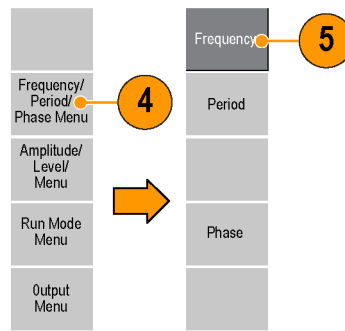 Frequency/
Period/
Phase Menu
4
Amplitude/
Level/
Menu
Run Mode
Menu
Output
Menu
Frequency
5
Period
Phase